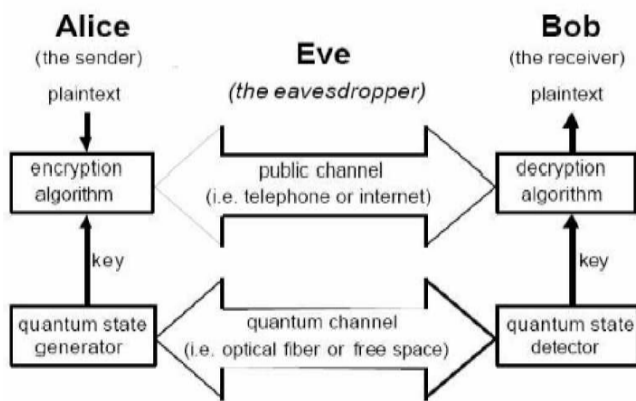 Alice
(the sender)
plaintext
Eve
(the eavesdropper)
Bob
(the receiver)
plaintext
encryption
algorithm
public channel
(i.e. telephone or internet)
decryption
algorithm
key
key
quantum state
generator
quantum channel
(i.e. optical fiber or free space)
quantum state
detector